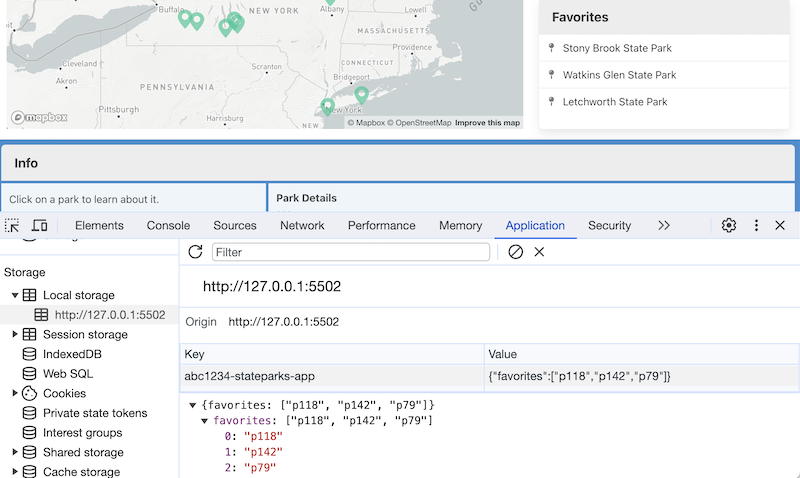 Buffalo
NEW YORK
Albany
Lowell
MASSACHUSETTS
Providence
Cleveland
Akron
PENNSYLVANIA
Scranton
CONNECTICUT
Bridgeport
Pittsburgh
Harrisburg
New York
NEW
mapbox
© Mapbox © OpenStreetMap Improve this map
Favorites
Stony Brook State Park
Watkins Glen State Park
Letchworth State Park
Info
Click on a park to learn about it.
Park Details
Elements Console Sources Network Performance Memory Application Security
Filter
Storage
Local storage
http://127.0.0.1:5502
Session storage
IndexedDB
Web SQL
Cookies
Private state tokens
Interest groups
Shared storage
Cache storage
http://127.0.0.1:5502
Origin http://127.0.0.1:5502
Key Value
abc1234-stateparks-app {"favorites":["p118","p142","p79"]}
{favorites: ["p118", "p142", "p79"]}
favorites: ["p118", "p142", "p79"]
0: "p118"
1: "p142"
2: "p79"